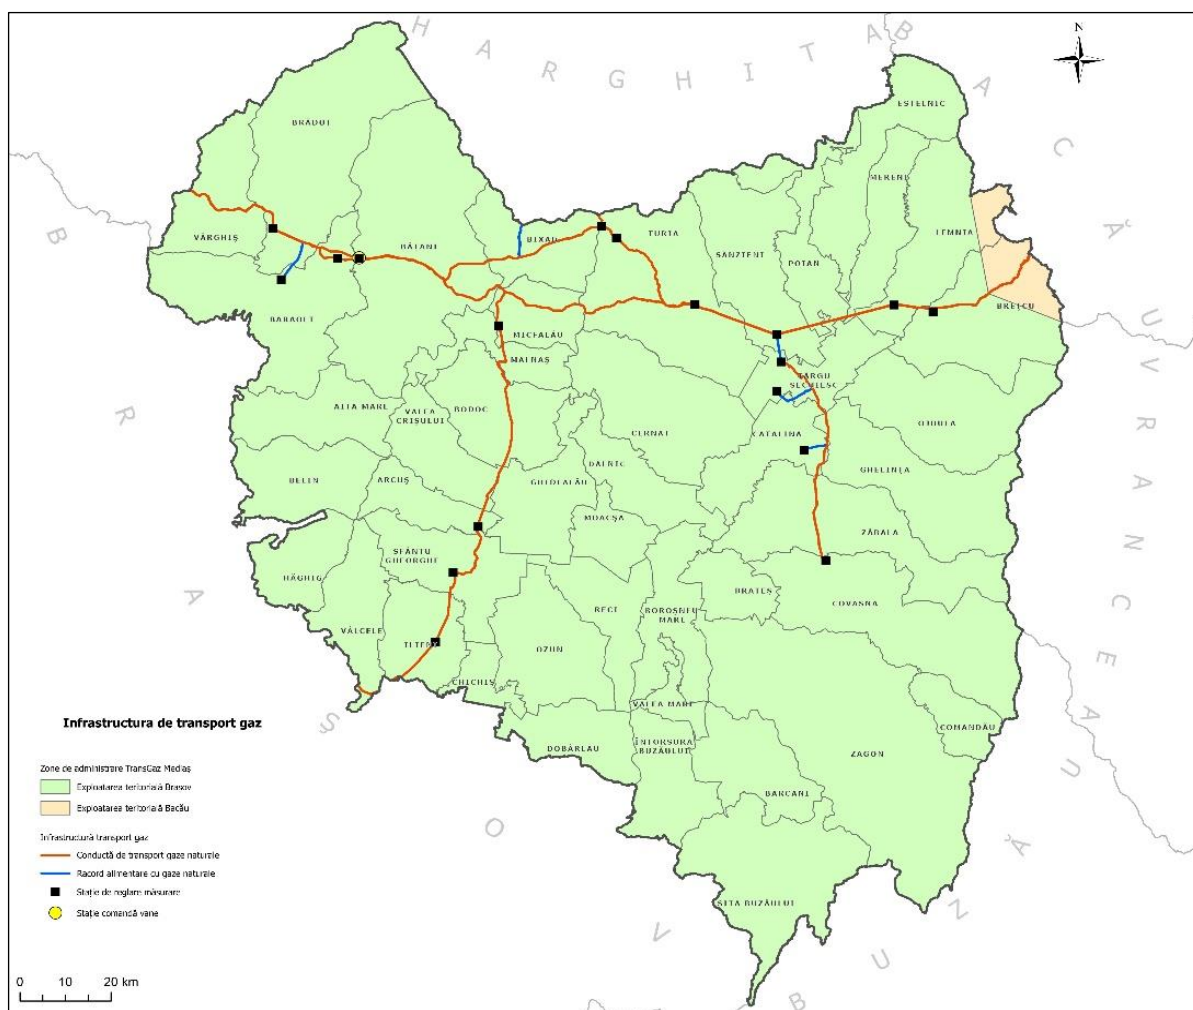 N
HARGHITA
BACĂU
VRANCEA
BUZĂU
BRAȘOV
ESTELNIC
BRĂDUȚ
MERENI
LEMNIA
VÂRGHIȘ
BĂȚANI
BIXAD
TURIA
SÂNZIENI
POIAN
BREȚCU
BARAOLT
MICFALĂU
MALNAȘ
TÂRGU
SECUIESC
AITA MARE
VALEA
CRIȘULUI
BODOC
CERNAT
CATALINA
OJDULA
DALNIC
GHELINȚA
BELIN
ARCUȘ
GHIDFALĂU
MOACȘA
ZĂBALA
SFÂNTU
GHEORGHE
HĂGHIG
BRATEȘ
COVASNA
RECI
BOROȘNEU
MARE
VÂLCELE
ILIENI
OZUN
CHICHIȘ
VALEA MARE
COMANDĂU
DOBÂRLĂU
ÎNTORSURA
BUZĂULUI
ZAGON
BARCANI
SITA BUZĂULUI
Infrastructura de transport gaz
Zone de administrare TransGaz Mediaș
Exploatarea teritorială Brașov
Exploatarea teritorială Bacău
Infrastructură transport gaz
Conductă de transport gaze naturale
Racord alimentare cu gaze naturale
Stație de reglare măsurare
Stație comandă vane
0 10 20 km